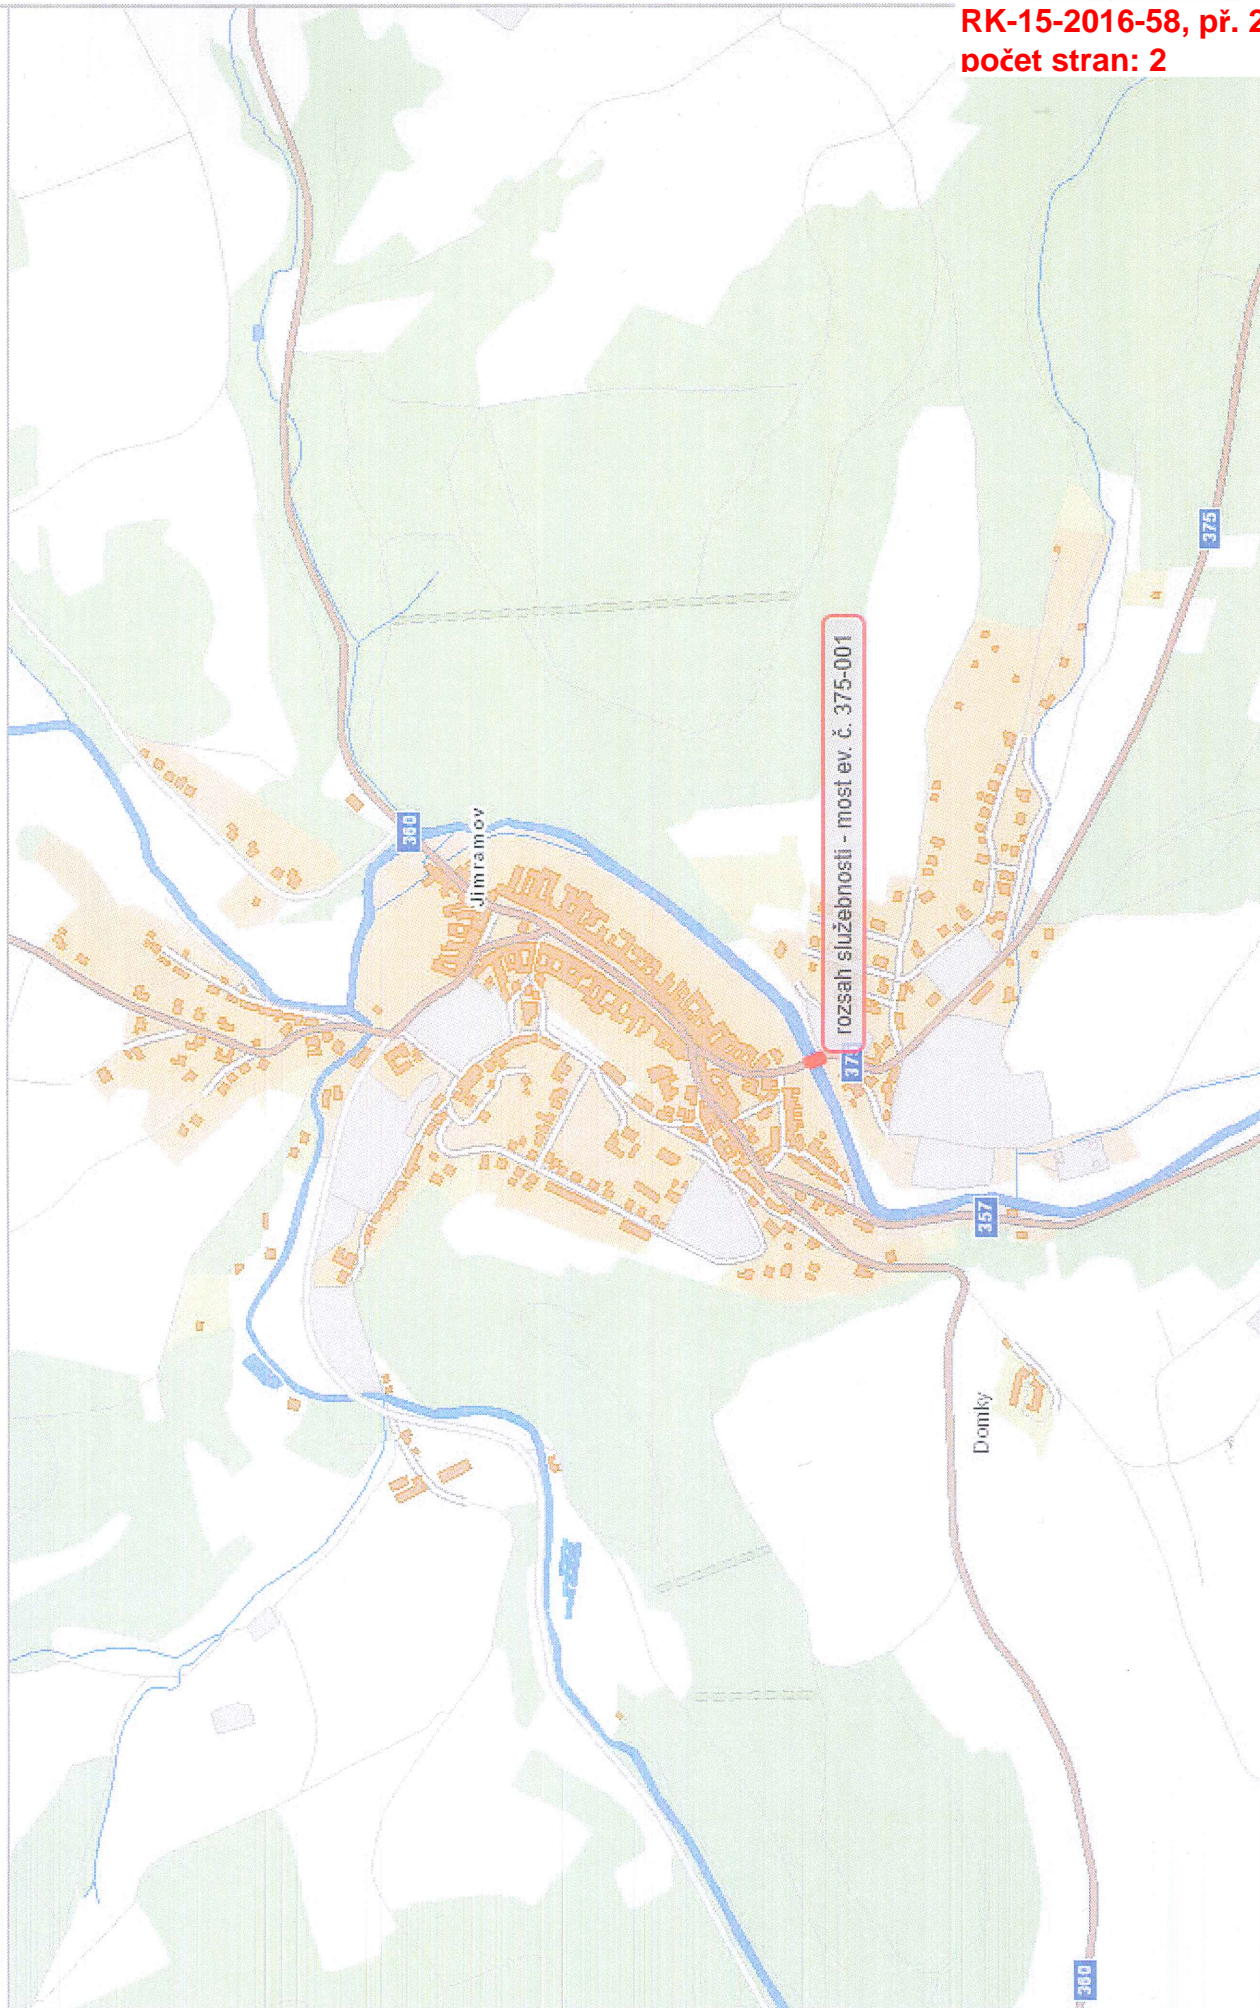 RK-15-2016-58, př. 2
počet stran: 2
375
rozsah služebnosti - most ev. č. 375-001
360
Jimramov
37
357
Domky
360